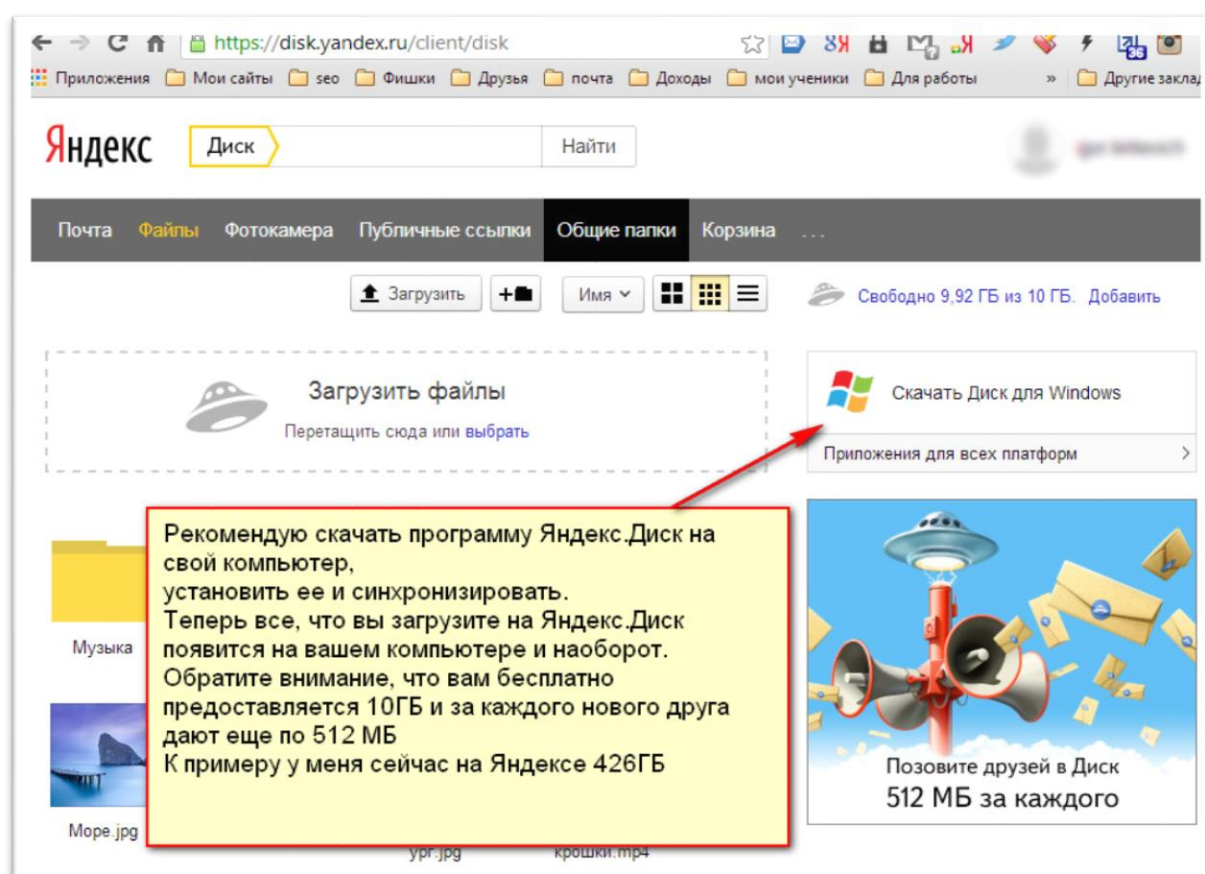 https://disk.yandex.ru/client/disk
8Я Я 36
Приложения Мои сайты seo Фишки Друзья почта Доходы мои ученики Для работы » Другие заклад
Яндекс Диск Найти
Почта Файлы Фотокамера Публичные ссылки Общие папки Корзина ...
Загрузить Имя Свободно 9,92 ГБ из 10 ГБ. Добавить
Загрузить файлы
Перетащить сюда или выбрать
Скачать Диск для Windows
Приложения для всех платформ
Рекомендую скачать программу Яндекс.Диск на
свой компьютер,
установить ее и синхронизировать.
Теперь все, что вы загрузите на Яндекс.Диск
появится на вашем компьютере и наоборот.
Обратите внимание, что вам бесплатно
предоставляется 10ГБ и за каждого нового друга
дают еще по 512 МБ
К примеру у меня сейчас на Яндексе 426ГБ
Музыка
Море.jpg
ург.jpg крошки.mp4
Позовите друзей в Диск
512 МБ за каждого